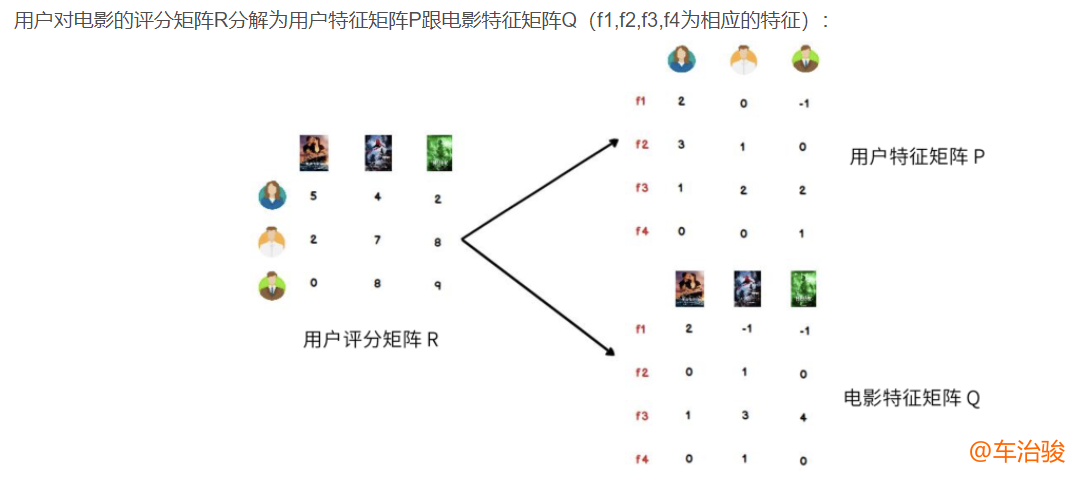 用户对电影的评分矩阵R分解为用户特征矩阵P跟电影特征矩阵Q（f1,f2,f3,f4为相应的特征）:
f1 2 0 -1
f2 3 1 0
f3 1 2 2
f4 0 0 1
用户特征矩阵 P
5 4 2
2 7 8
0 8 9
用户评分矩阵 R
f1 2 -1 -1
f2 0 1 0
f3 1 3 4
f4 0 1 0
电影特征矩阵 Q
@车治骏